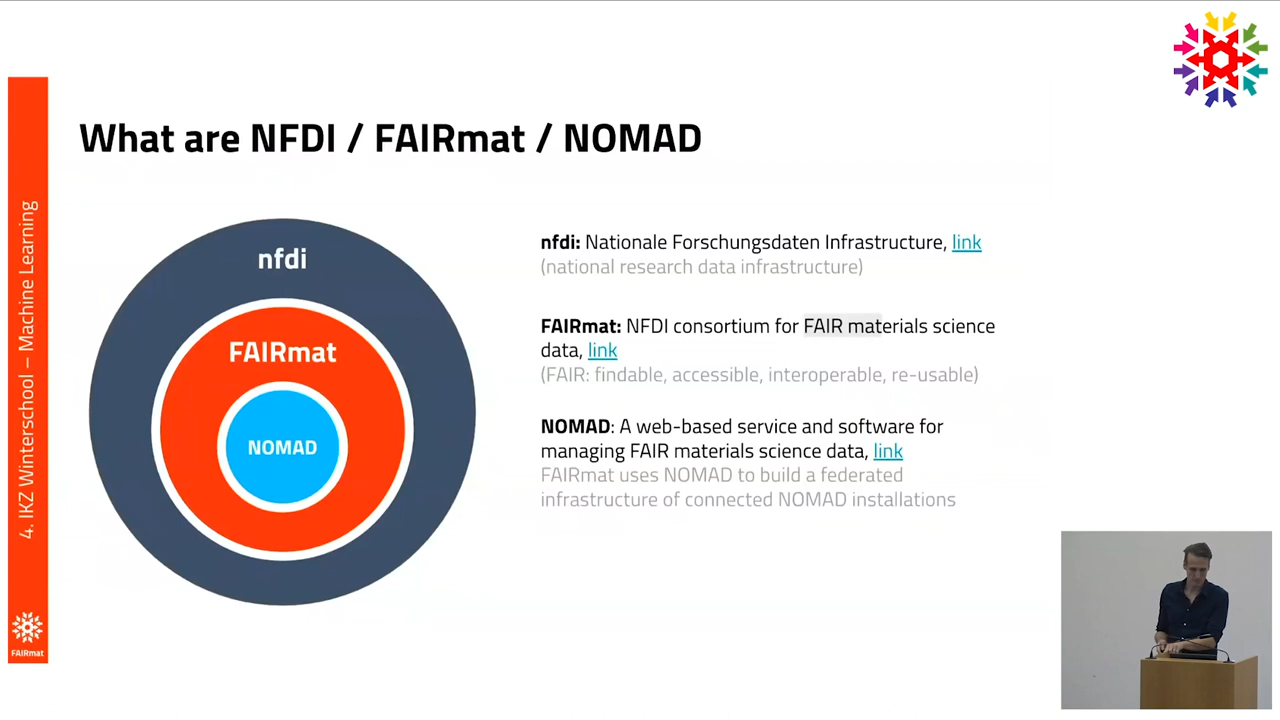 What are NFDI / FAIRmat / NOMAD
4. IKZ Winterschool – Machine Learning
FAIRmat
nfdi
FAIRmat
NOMAD
nfdi: Nationale Forschungsdaten Infrastructure, link
(national research data infrastructure)
FAIRmat: NFDI consortium for FAIR materials science
data, link
(FAIR: findable, accessible, interoperable, re-usable)
NOMAD: A web-based service and software for
managing FAIR materials science data, link
FAIRmat uses NOMAD to build a federated
infrastructure of connected NOMAD installations